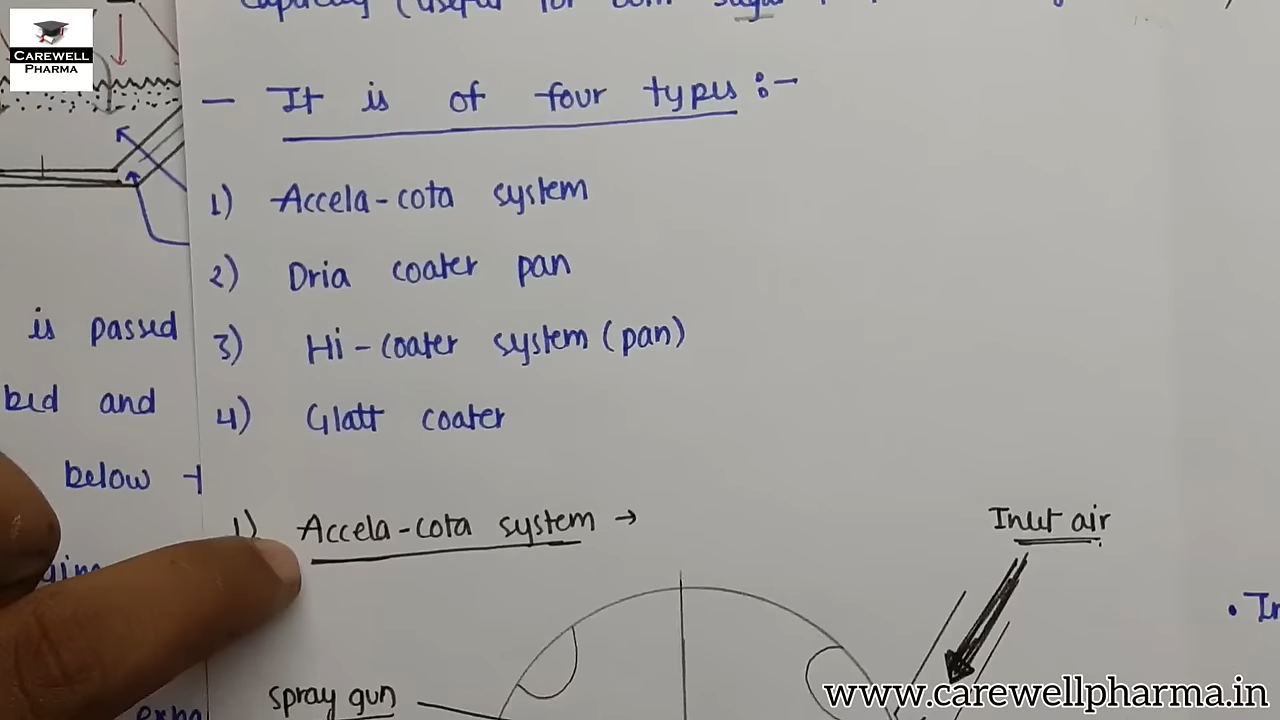 CAREWELL
PHARMA
- It is of four types :-
1) Accela-cota system
2) Dria coater pan
3) Hi-coater system (pan)
4) Glatt coater
is passed
bed and
below
1) Accela-cota system →
Inlet air
spray gun
www.carewellpharma.in